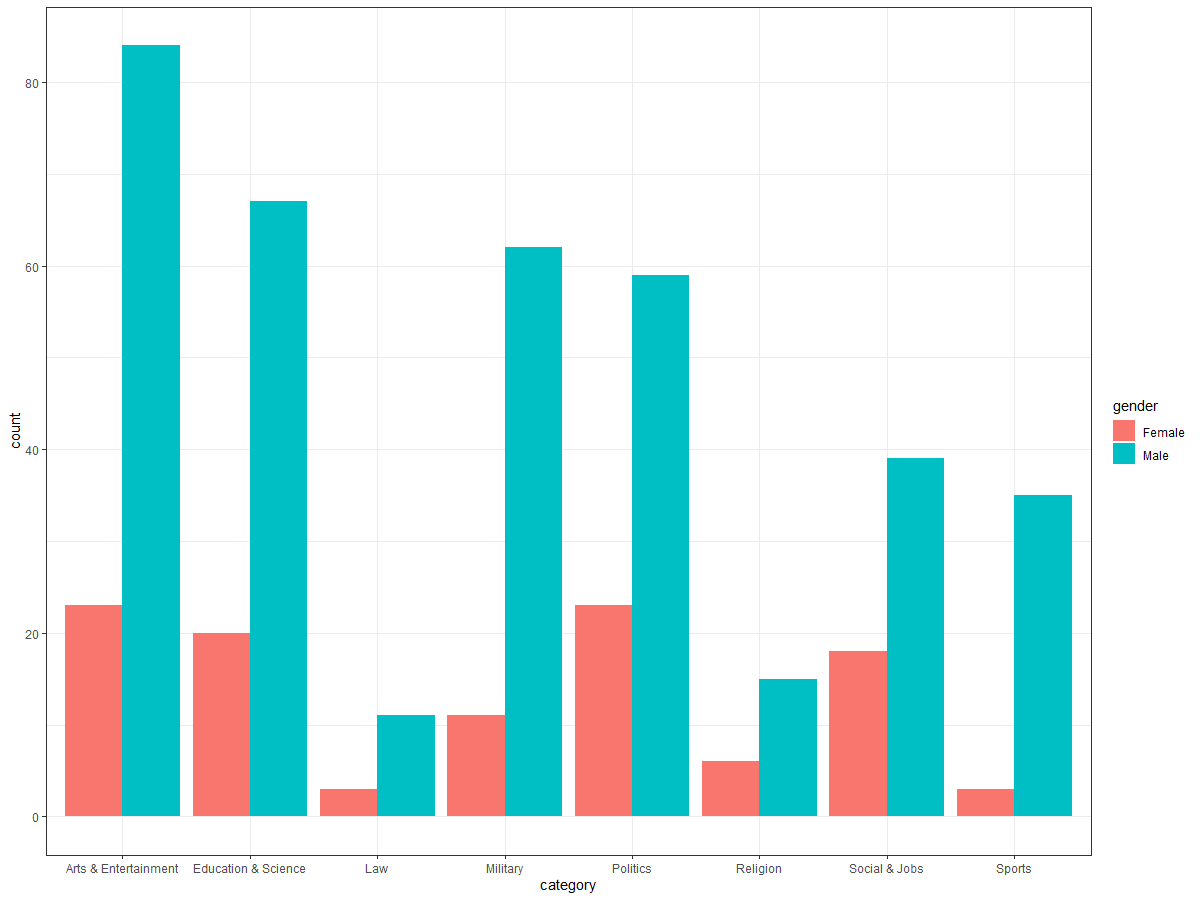 80
60
40
20
0
count
Arts & Entertainment
Education & Science
Law
Military
Politics
Religion
Social & Jobs
Sports
category
gender
Female
Male